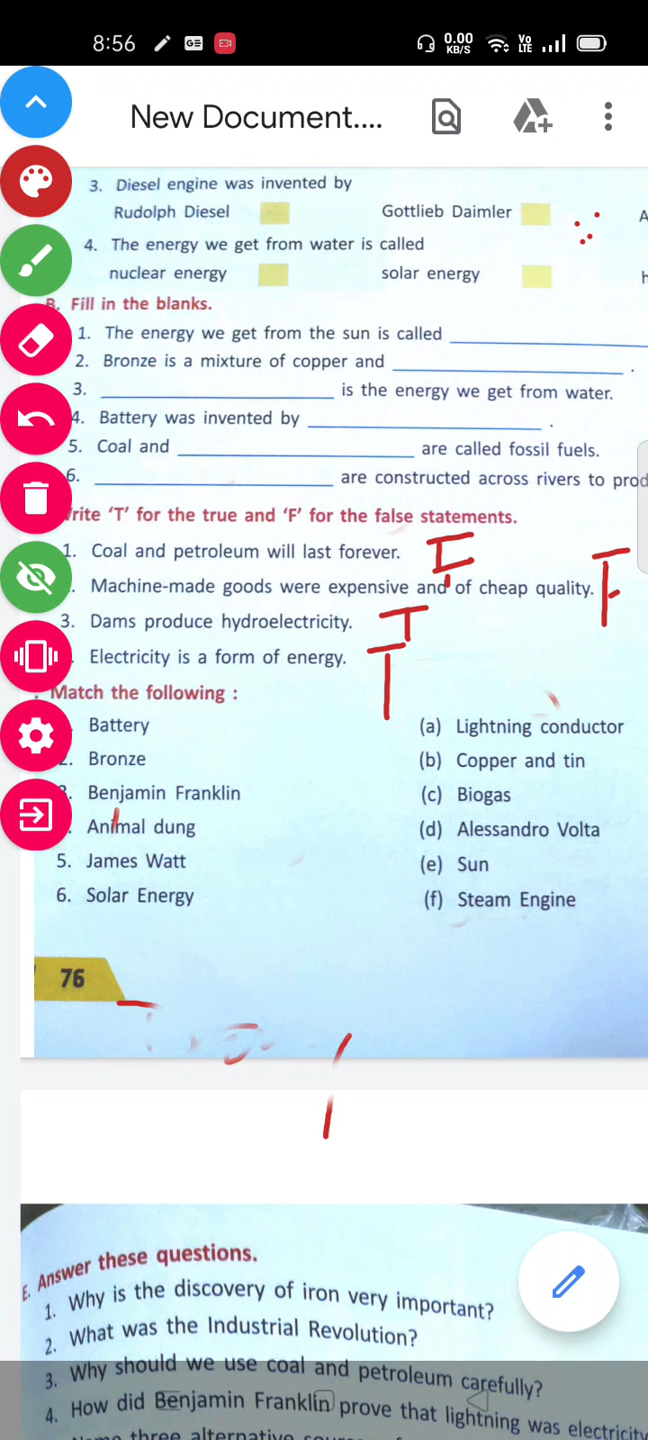 8:56 GE 0.00 KB/S Vo LTE
New Document....
3. Diesel engine was invented by
Rudolph Diesel Gottlieb Daimler A
4. The energy we get from water is called
nuclear energy solar energy h
B. Fill in the blanks.
1. The energy we get from the sun is called
2. Bronze is a mixture of copper and .
3. is the energy we get from water.
4. Battery was invented by .
5. Coal and are called fossil fuels.
6. are constructed across rivers to prod
rite 'T' for the true and 'F' for the false statements.
1. Coal and petroleum will last forever.
. Machine-made goods were expensive and of cheap quality. F
3. Dams produce hydroelectricity. T
. Electricity is a form of energy. T
. Match the following :
Battery (a) Lightning conductor
2. Bronze (b) Copper and tin
3. Benjamin Franklin (c) Biogas
. Animal dung (d) Alessandro Volta
5. James Watt (e) Sun
6. Solar Energy (f) Steam Engine
76
E. Answer these questions.
1. Why is the discovery of iron very important?
2. What was the Industrial Revolution?
3. Why should we use coal and petroleum carefully?
4. How did Benjamin Franklin prove that lightning was electricity
three alternative